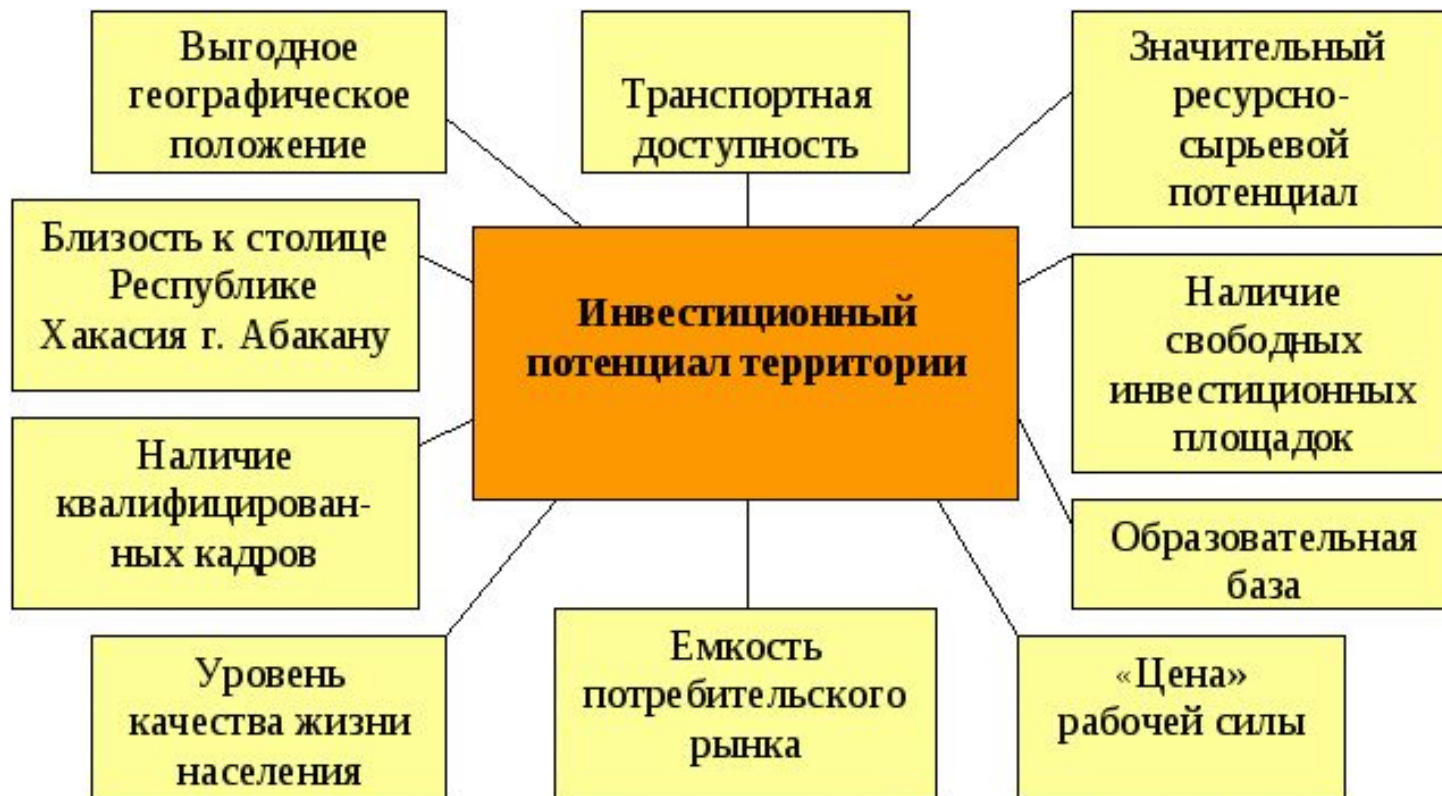 Выгодное
географическое
положение
Транспортная
доступность
Значительный
ресурсно-
сырьевой
потенциал
Близость к столице
Республике
Хакасия г. Абакану
Инвестиционный
потенциал территории
Наличие
свободных
инвестиционных
площадок
Наличие
квалифицирован-
ных кадров
Образовательная
база
Уровень
качества жизни
населения
Емкость
потребительского
рынка
«Цена»
рабочей силы